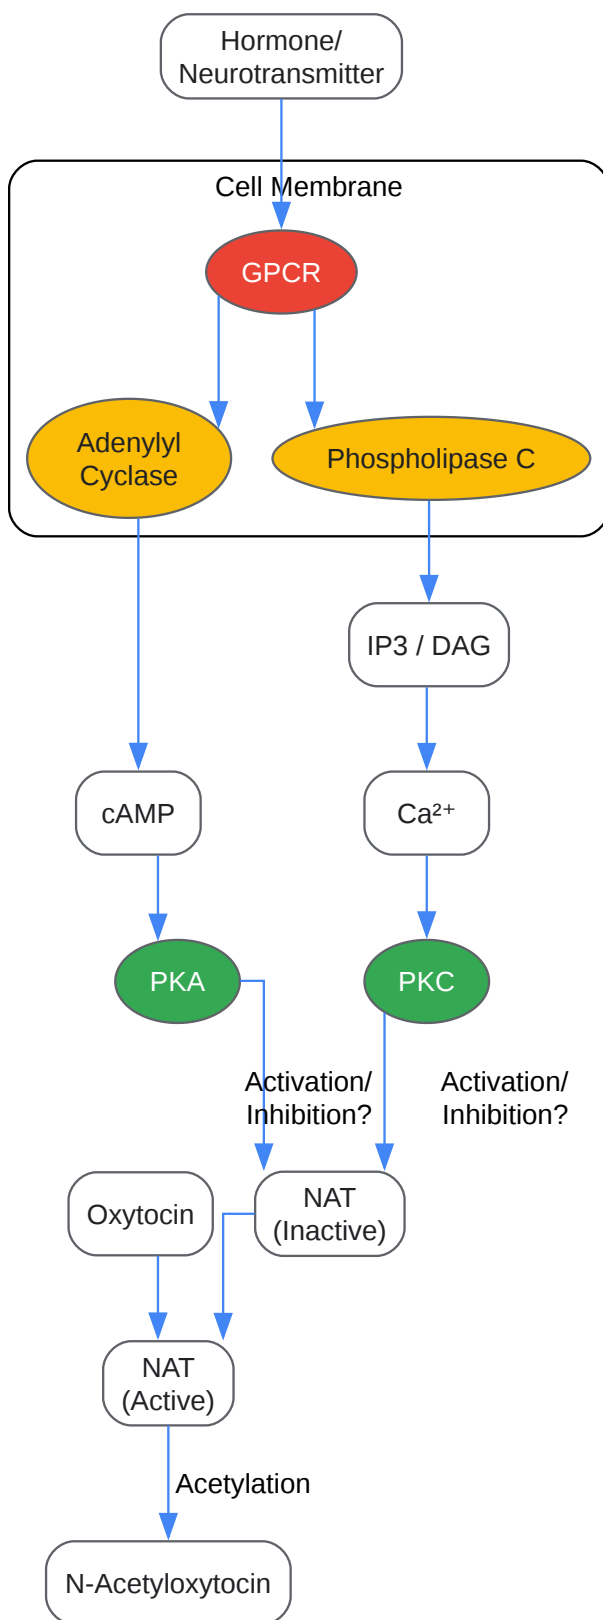 Hormone/
Neurotransmitter
Cell Membrane
GPCR
Adenylyl
Cyclase
Phospholipase C
IP3 / DAG
cAMP
Ca²⁺
PKA
PKC
Activation/
Inhibition?
Activation/
Inhibition?
Oxytocin
NAT
(Inactive)
NAT
(Active)
Acetylation
N-Acetyloxytocin